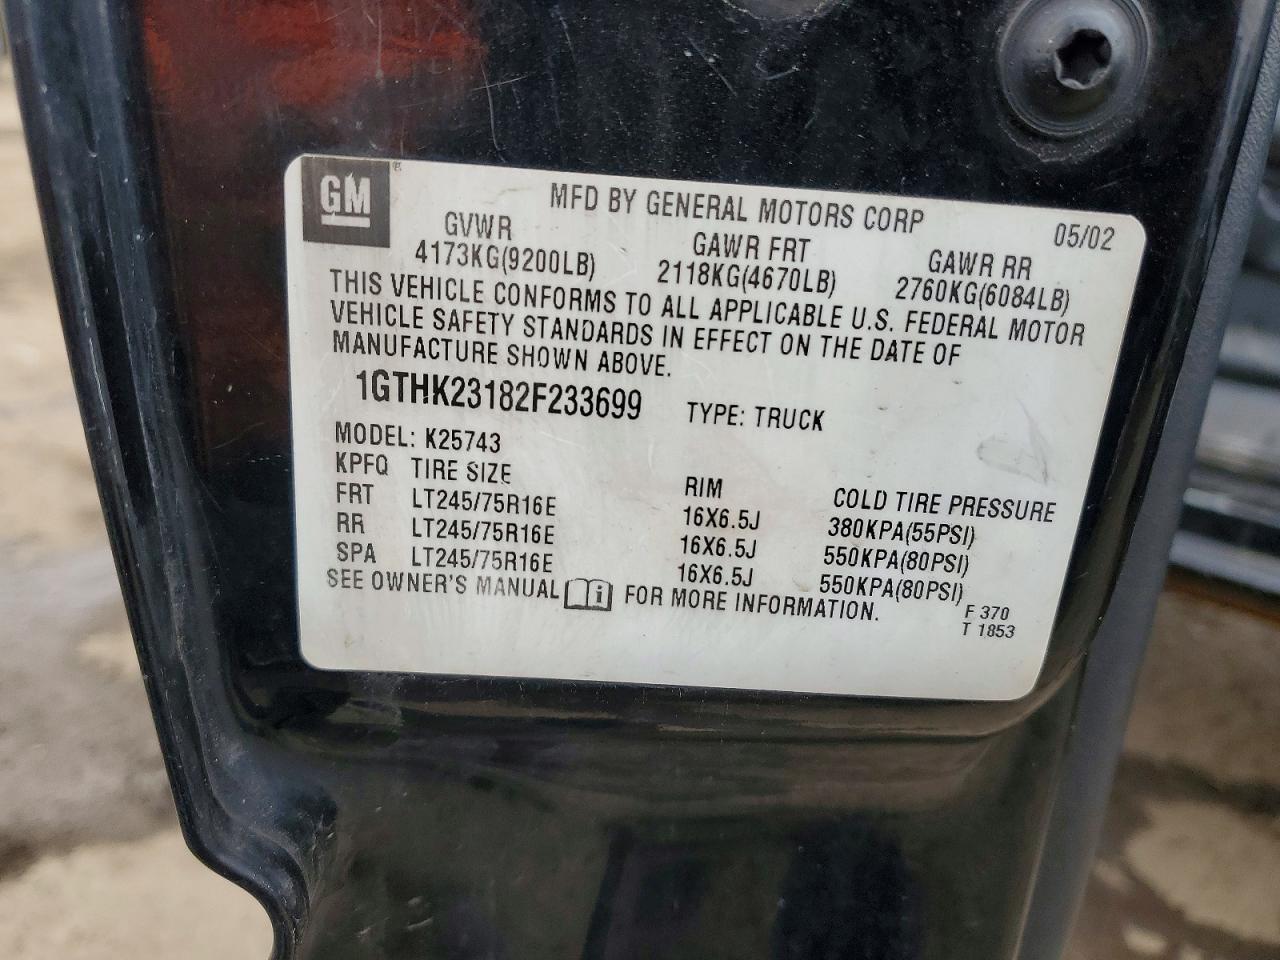 GM ®
MFD BY GENERAL MOTORS CORP 05/02
GVWR GAWR FRT GAWR RR
4173KG(9200LB) 2118KG(4670LB) 2760KG(6084LB)
THIS VEHICLE CONFORMS TO ALL APPLICABLE U.S. FEDERAL MOTOR
VEHICLE SAFETY STANDARDS IN EFFECT ON THE DATE OF
MANUFACTURE SHOWN ABOVE.
1GTHK23182F233699 TYPE: TRUCK
MODEL: K25743
KPFQ TIRE SIZE RIM COLD TIRE PRESSURE
FRT LT245/75R16E 16X6.5J 380KPA(55PSI)
RR LT245/75R16E 16X6.5J 550KPA(80PSI)
SPA LT245/75R16E 16X6.5J 550KPA(80PSI)
SEE OWNER'S MANUAL i FOR MORE INFORMATION.
F 370
T 1853